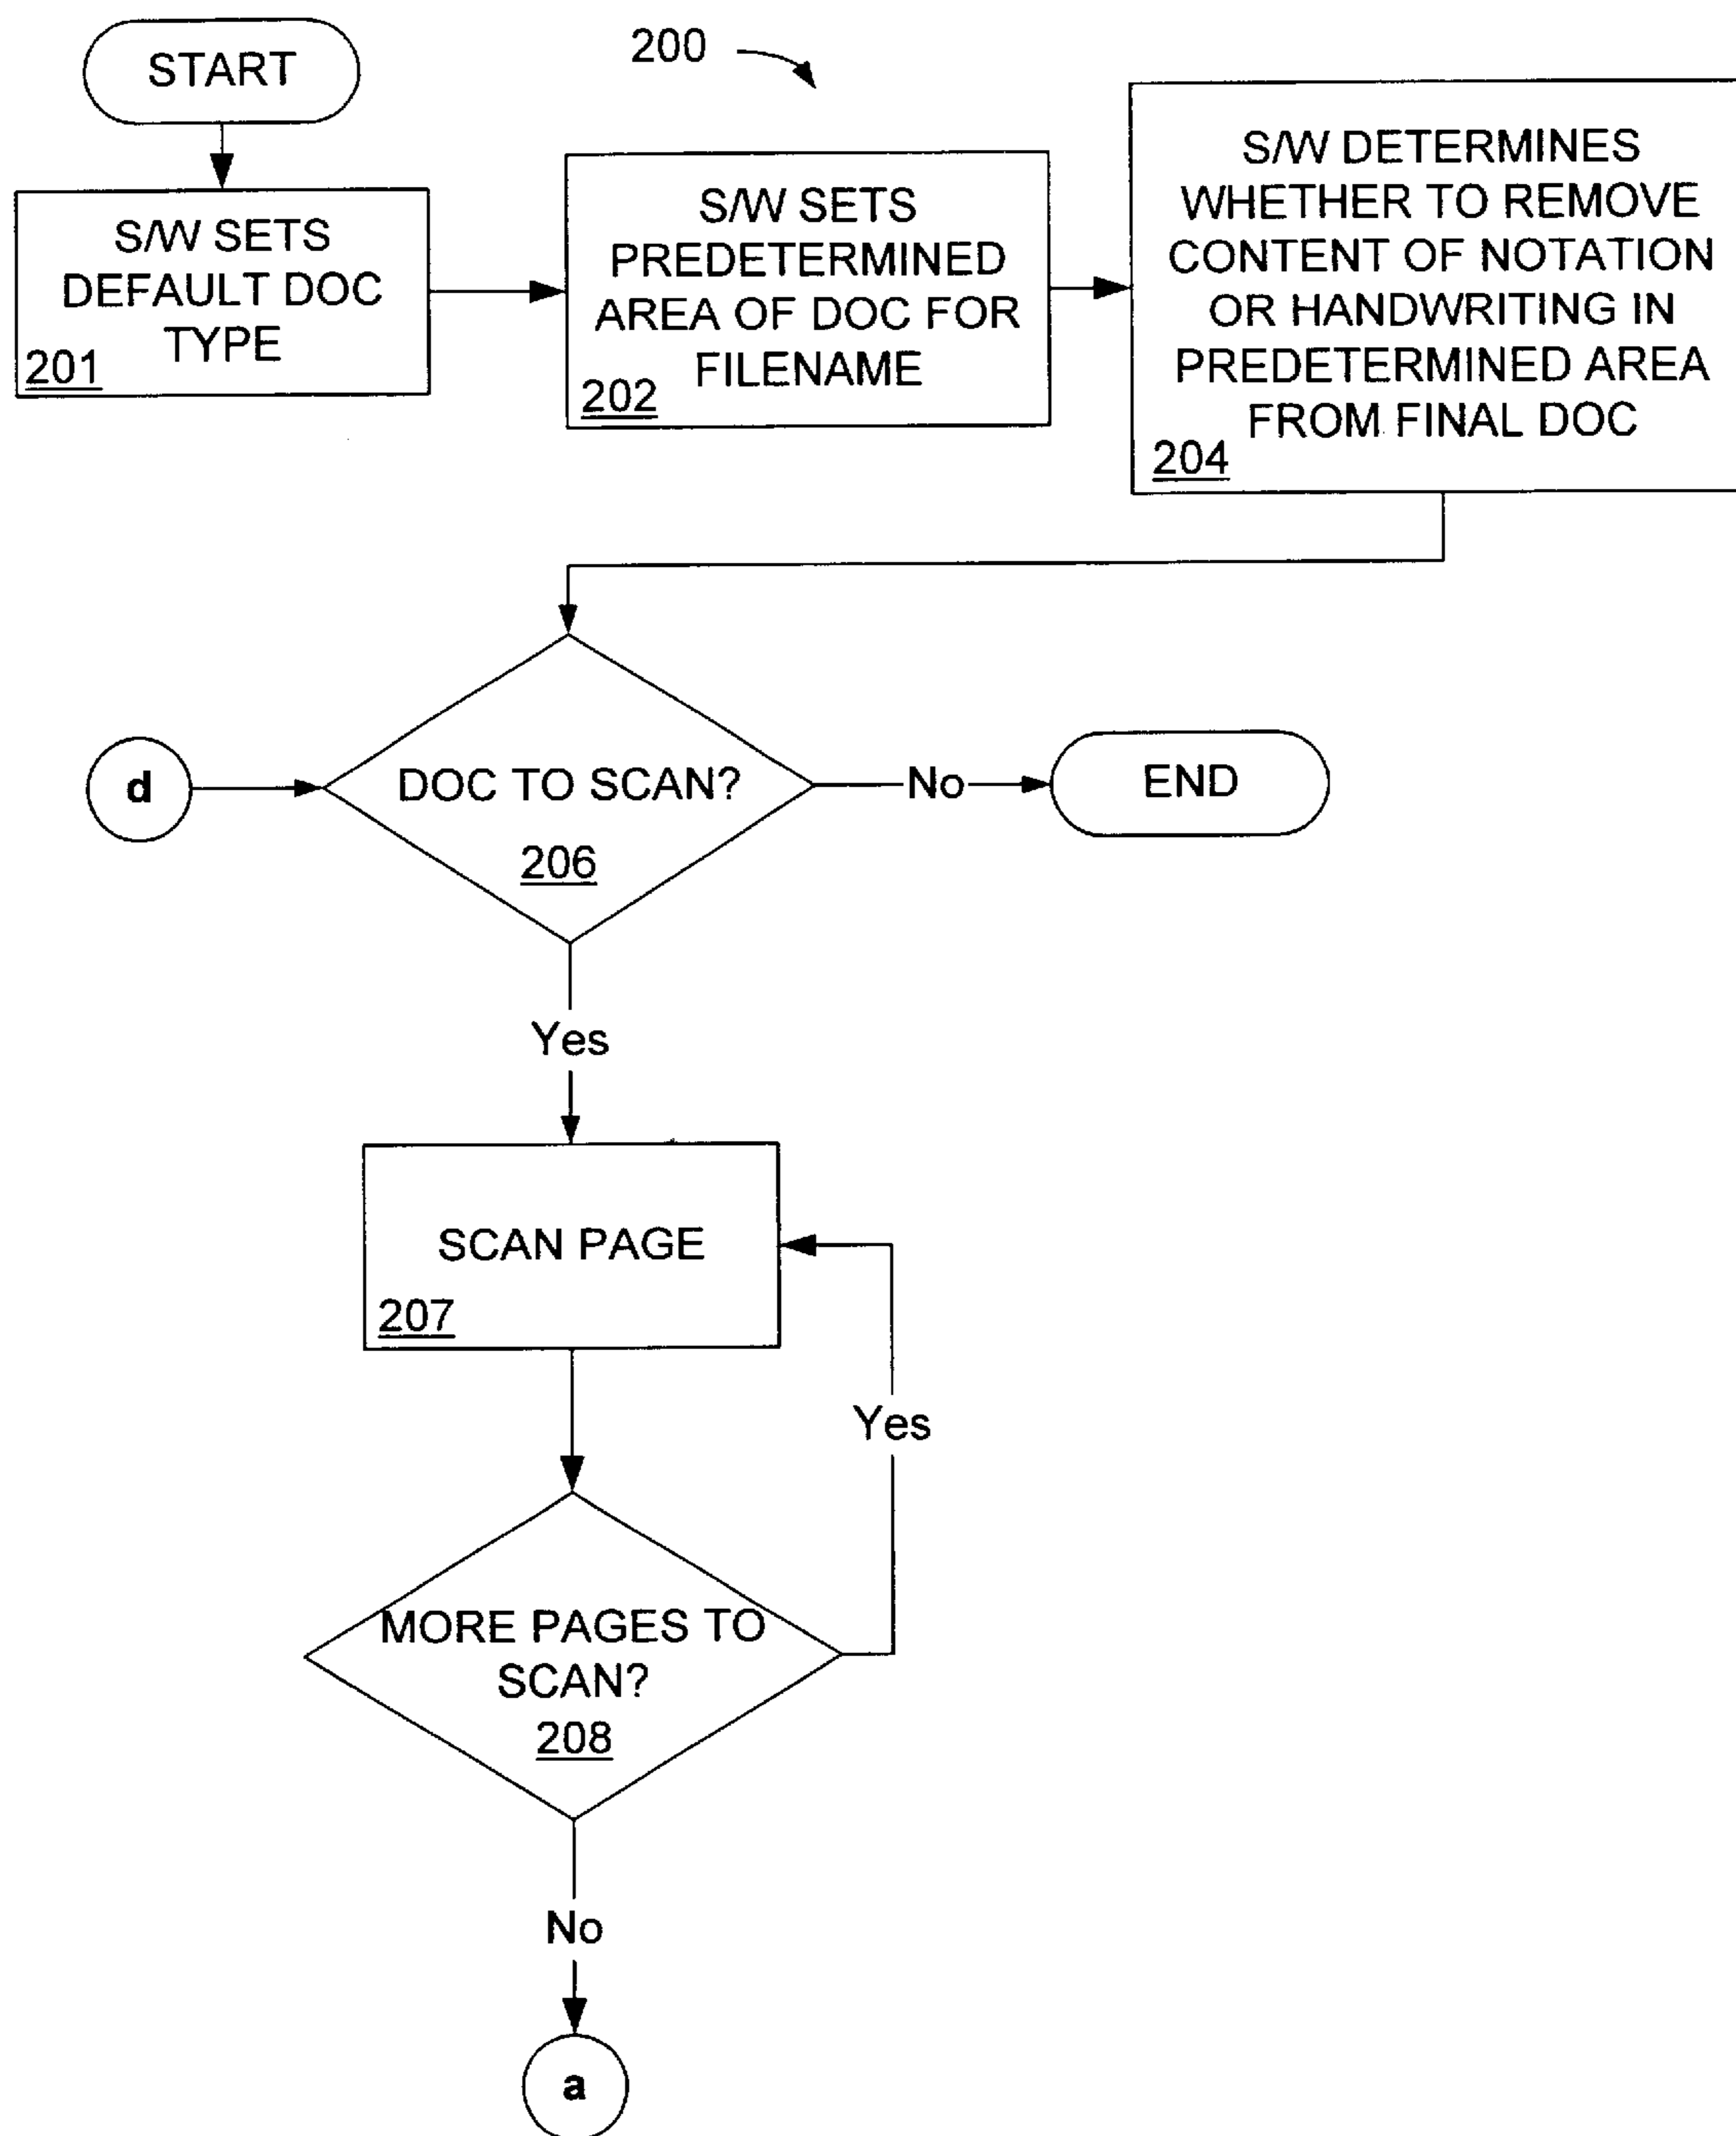 START
200
S/W SETS
DEFAULT DOC
TYPE
201
S/W SETS
PREDETERMINED
AREA OF DOC FOR
FILENAME
202
S/W DETERMINES
WHETHER TO REMOVE
CONTENT OF NOTATION
OR HANDWRITING IN
PREDETERMINED AREA
FROM FINAL DOC
204
d
DOC TO SCAN?
206
No
END
Yes
SCAN PAGE
207
Yes
MORE PAGES TO
SCAN?
208
No
a